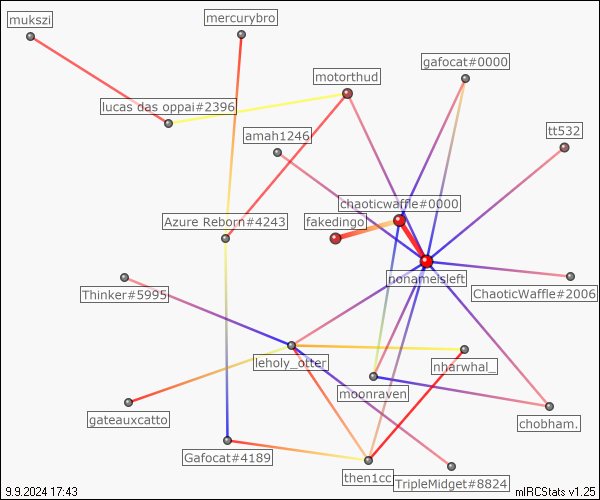 mukszi
mercurybro
motorthud
gafocat#0000
lucas das oppai#2396
amah1246
tt532
chaoticwaffle#0000
Azure Reborn#4243
fakedingo
nonameisleft
Thinker#5995
ChaoticWaffle#2006
leholy_otter
nharwhal_
moonraven
gateauxcatto
chobham.
Gafocat#4189
then1cc
TripleMidget#8824
9.9.2024 17:43
mIRCStats v1.25